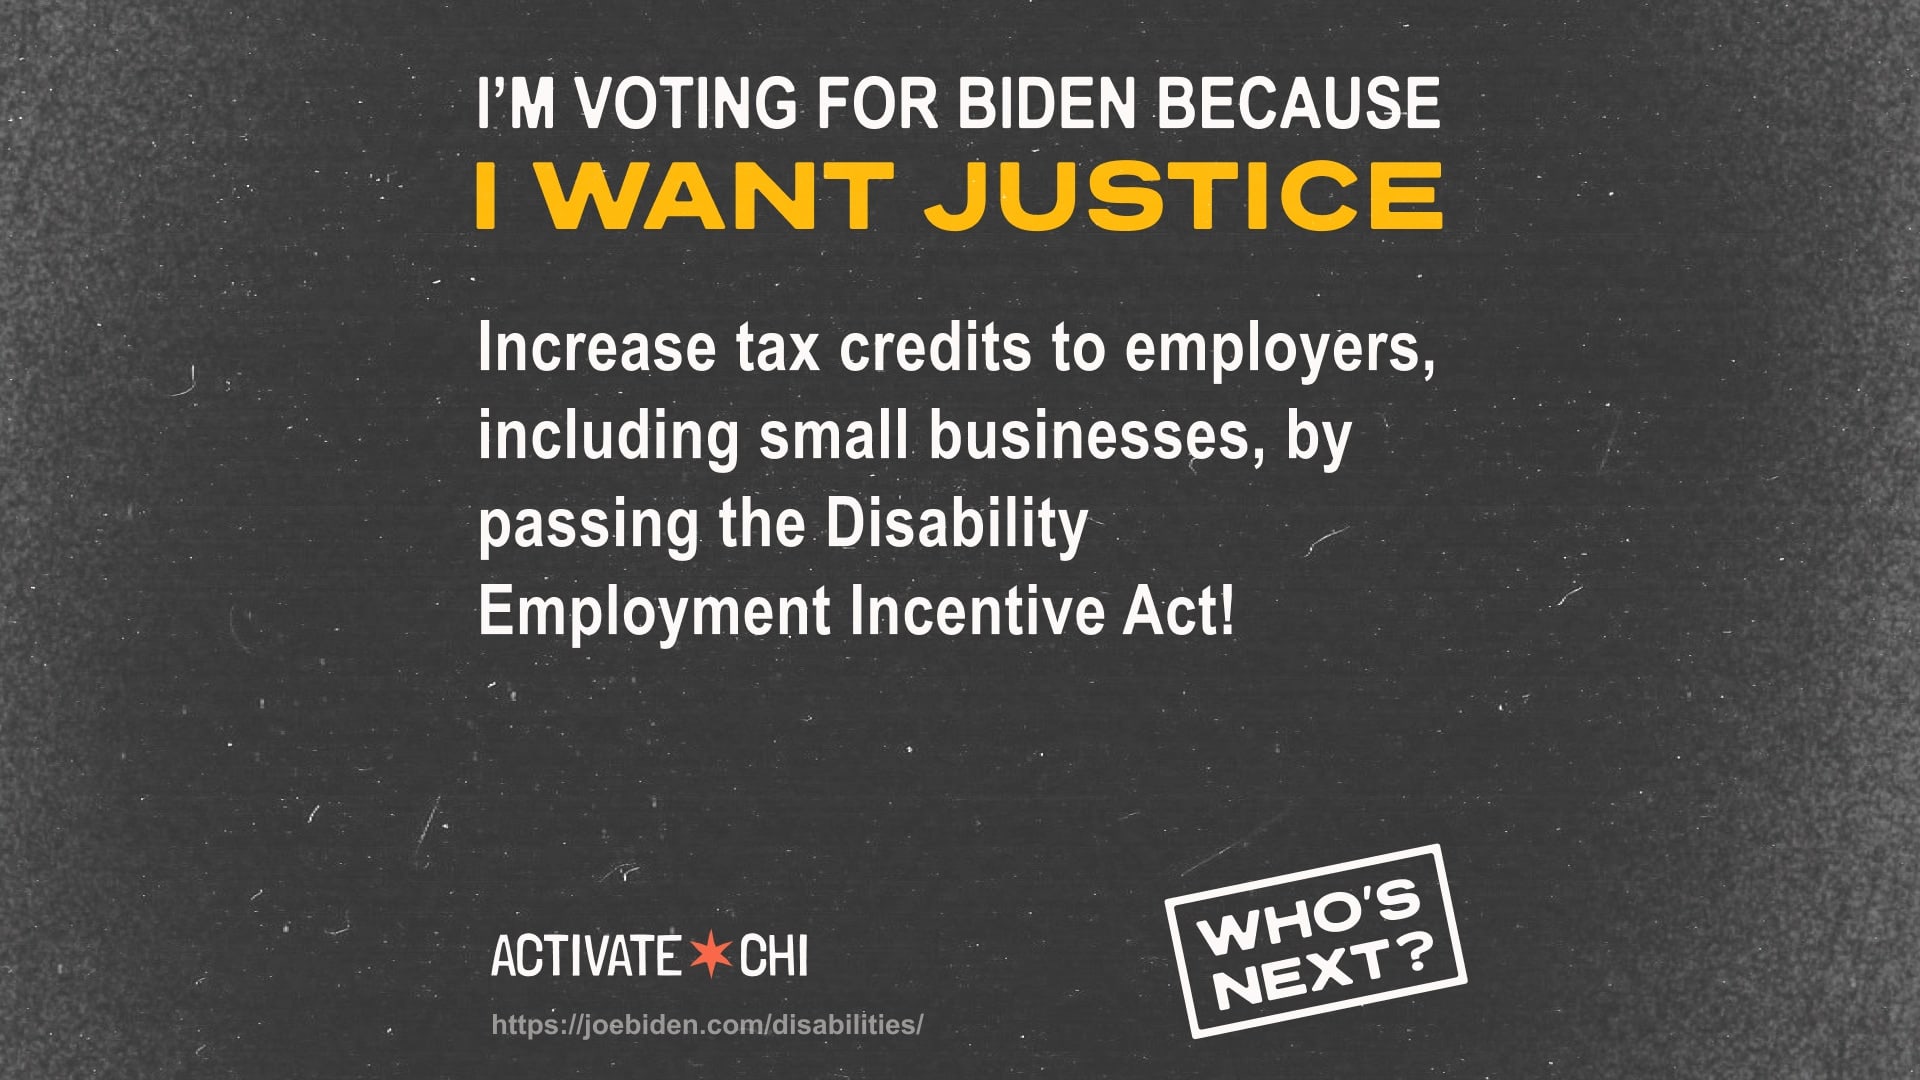 I’M VOTING FOR BIDEN BECAUSE
I WANT JUSTICE
Increase tax credits to employers,
including small businesses, by
passing the Disability
Employment Incentive Act!
ACTIVATE CHI
https://joebiden.com/disabilities/
WHO'S
NEXT?